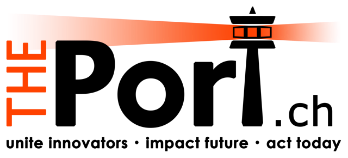 THE PorT.ch
unite innovators · impact future · act today